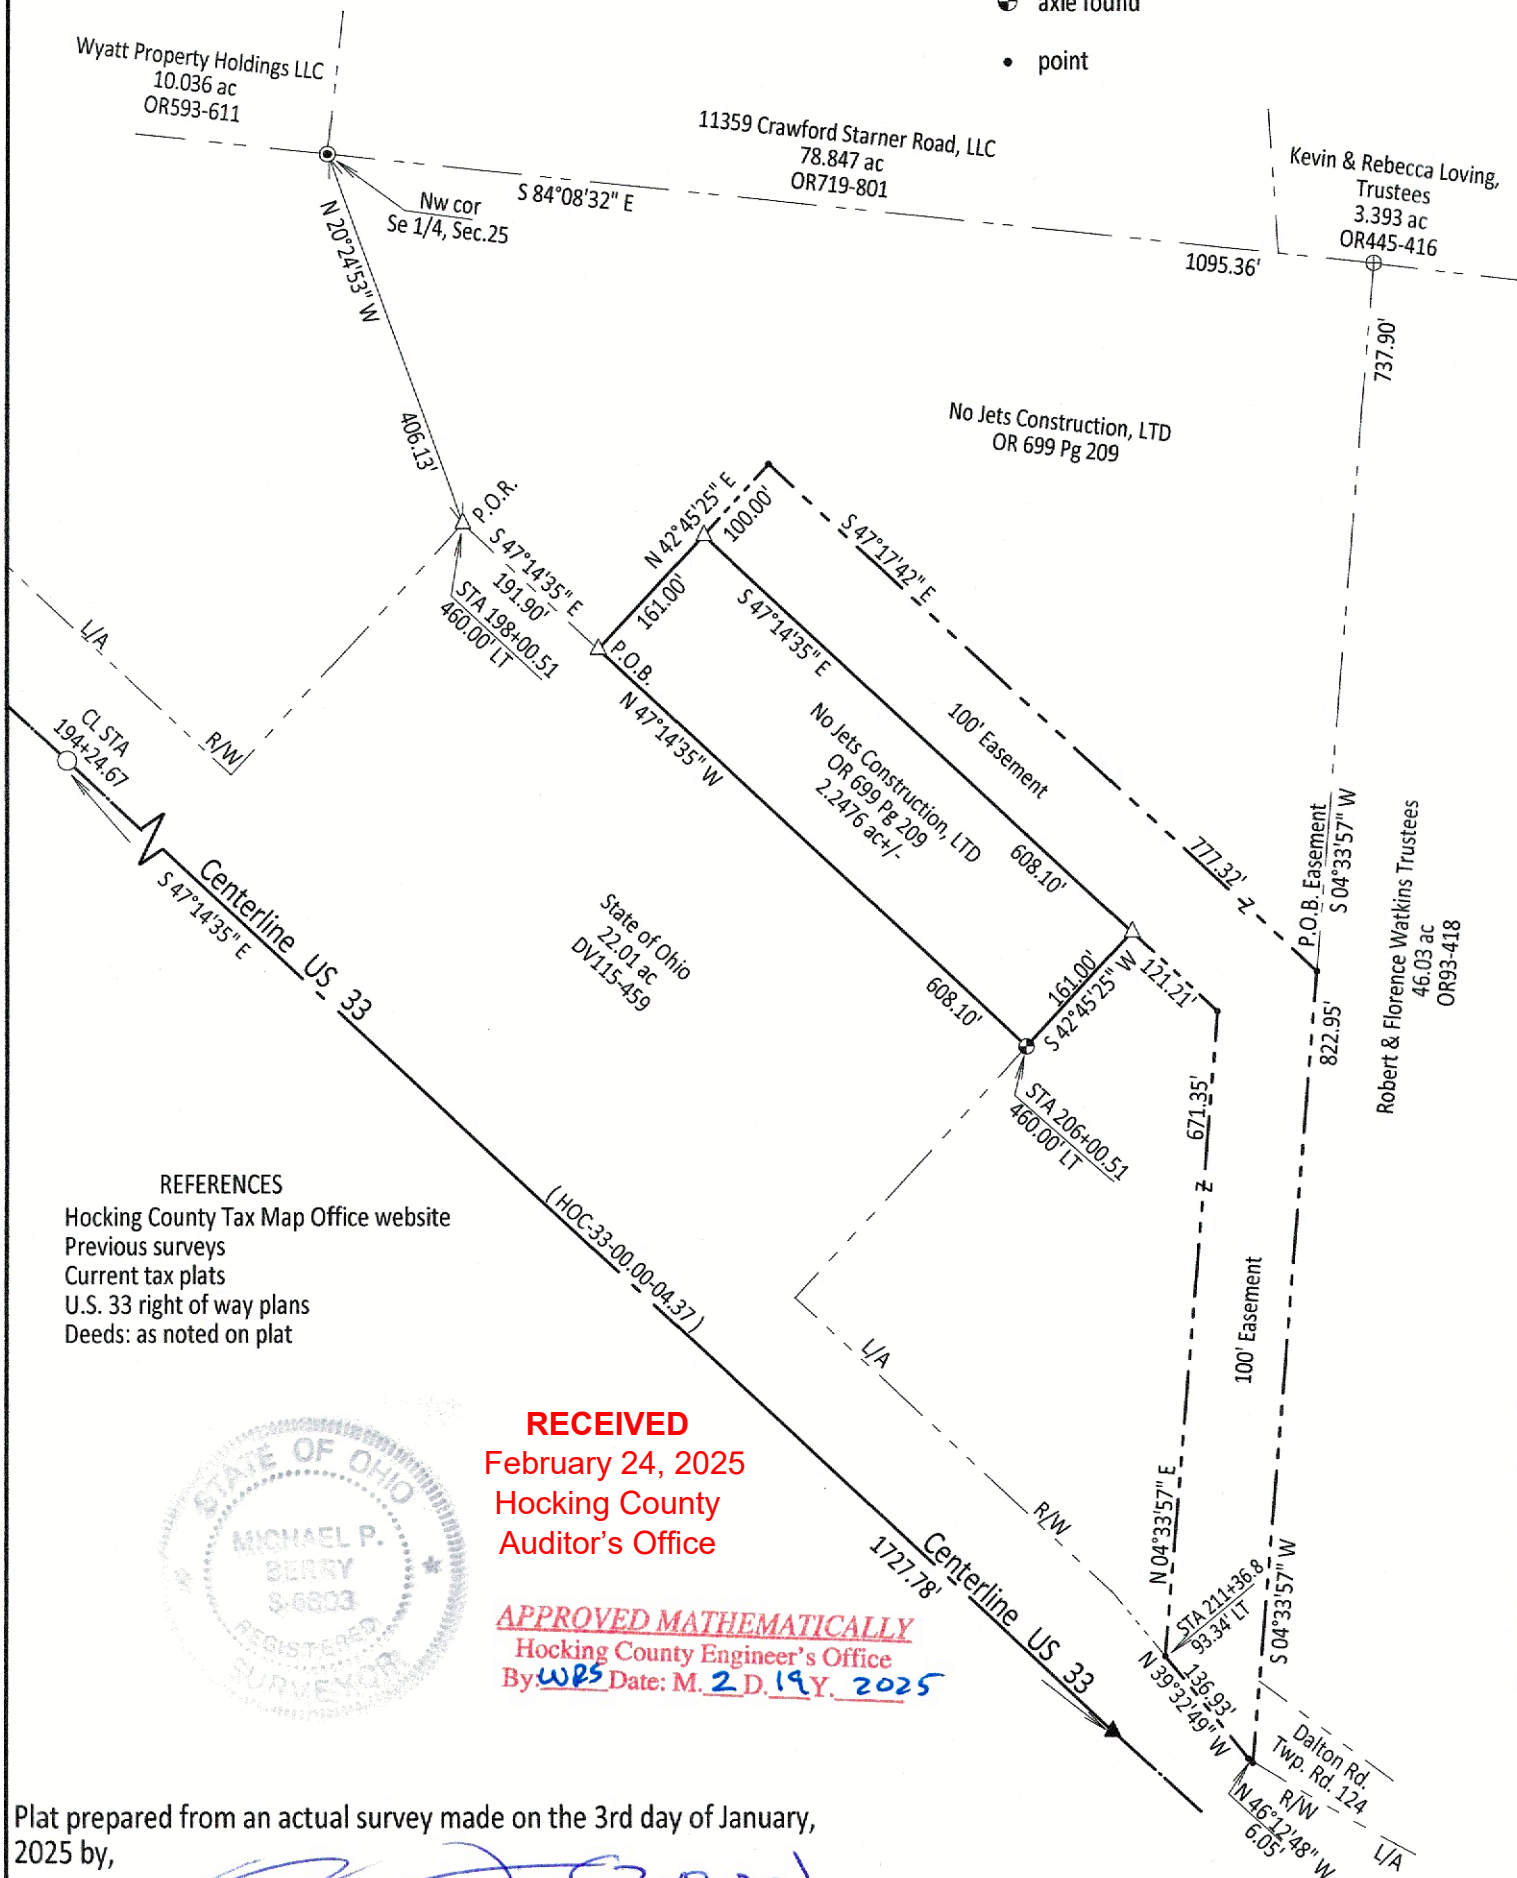 axle found
point
Wyatt Property Holdings LLC
10.036 ac
OR593-611
11359 Crawford Starner Road, LLC
78.847 ac
OR719-801
Kevin & Rebecca Loving,
Trustees
3.393 ac
OR445-416
Nw cor
Se 1/4, Sec.25
S 84°08'32" E
1095.36'
N 20°24'53" W
406.13'
737.90'
No Jets Construction, LTD
OR 699 Pg 209
P.O.R.
S 47°14'35" E
191.90'
STA 198+00.51
460.00' LT
N 42°45'25" E
100.00'
161.00'
P.O.B.
S 47°17'42" E
777.32'
S 47°14'35" E
608.10'
100' Easement
N 47°14'35" W
608.10'
No Jets Construction, LTD
OR 699 Pg 209
2.2476 ac+/-
L/A
R/W
CL STA
194+24.67
S 47°14'35" E
Centerline US 33
State of Ohio
22.01 ac
DV115-459
161.00'
S 42°45'25" W
121.21'
STA 206+00.51
460.00' LT
P.O.B. Easement
S 04°33'57" W
822.95'
Robert & Florence Watkins Trustees
46.03 ac
OR93-418
671.35'
100' Easement
N 04°33'57" E
S 04°33'57" W
(HOC-33-00.00-04.37)
L/A
R/W
REFERENCES
Hocking County Tax Map Office website
Previous surveys
Current tax plats
U.S. 33 right of way plans
Deeds: as noted on plat
STATE OF OHIO
MICHAEL P.
BERRY
S-6803
REGISTERED
SURVEYOR
RECEIVED
February 24, 2025
Hocking County
Auditor's Office
APPROVED MATHEMATICALLY
Hocking County Engineer's Office
By: WRS Date: M. 2 D. 19 Y. 2025
1727.78'
Centerline US 33
STA 211+36.8
93.34' LT
136.93'
N 39°32'49" W
Dalton Rd.
Twp. Rd. 124
R/W
L/A
N 46°12'48" W
6.05'
Plat prepared from an actual survey made on the 3rd day of January,
2025 by,